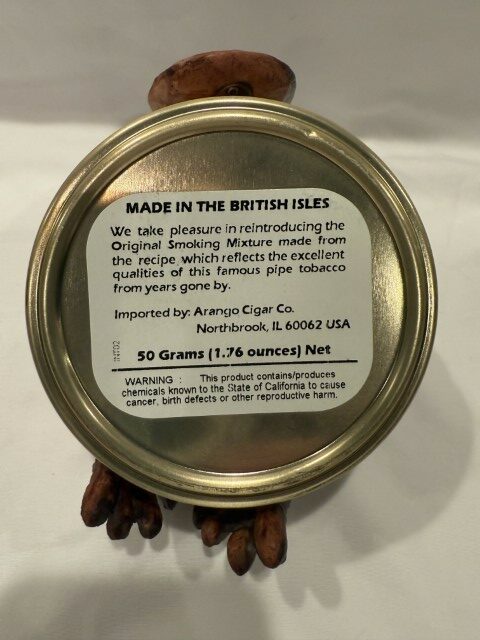 MADE IN THE BRITISH ISLES
We take pleasure in reintroducing the
Original Smoking Mixture made from
the recipe which reflects the excellent
qualities of this famous pipe tobacco
from years gone by.
Imported by: Arango Cigar Co.
Northbrook, IL 60062 USA
50 Grams (1.76 ounces) Net
WARNING : This product contains/produces
chemicals known to the State of California to cause
cancer, birth defects or other reproductive harm.